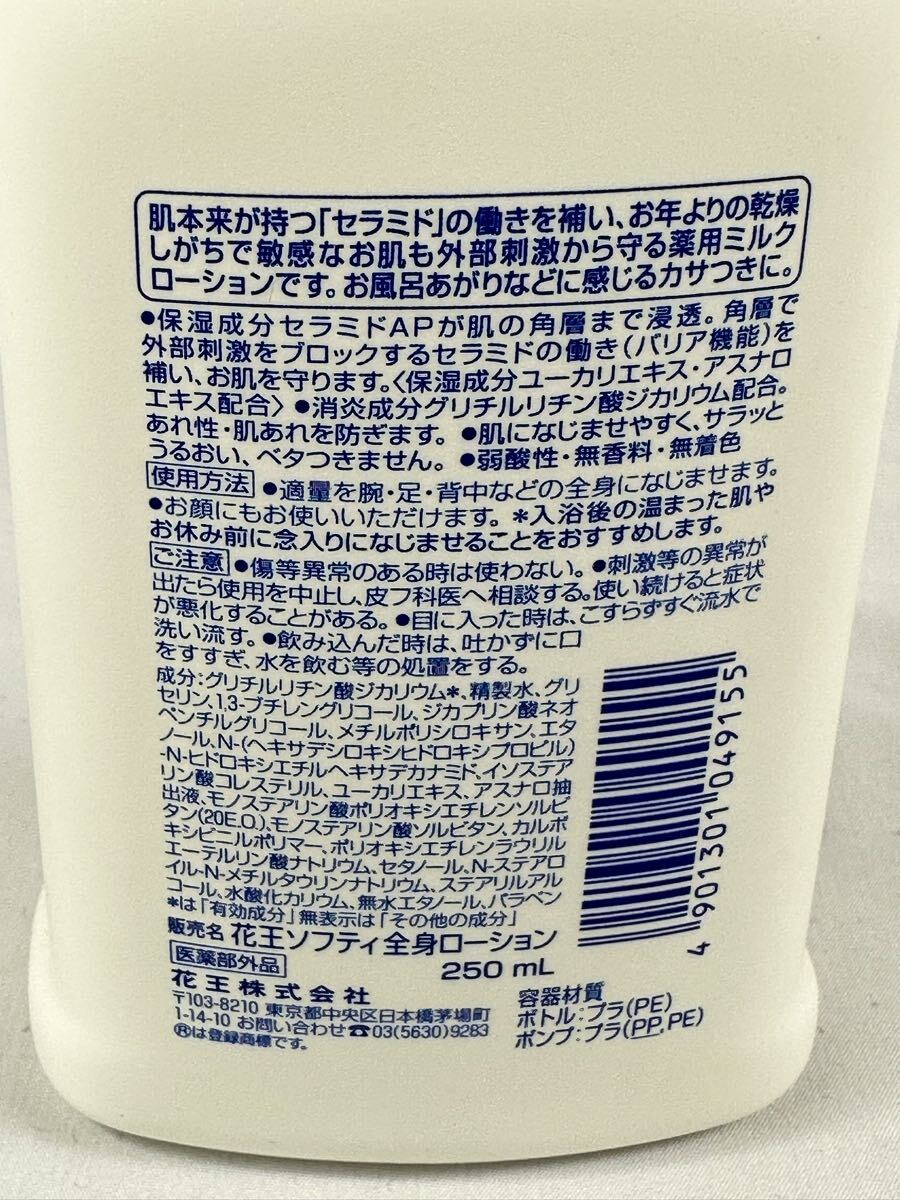 肌本来が持つ「セラミド」の働きを補い、お年よりの乾燥
しがちで敏感なお肌も外部刺激から守る薬用ミルク
ローションです。お風呂あがりなどに感じるカサつきに。
●保湿成分セラミドAPが肌の角層まで浸透。角層で
外部刺激をブロックするセラミドの働き(バリア機能)を
補い、お肌を守ります。〈保湿成分ユーカリエキス・アスナロ
エキス配合〉 ●消炎成分グリチルリチン酸ジカリウム配合。
あれ性・肌あれを防ぎます。 ●肌になじませやすく、サラッと
うるおい、ベタつきません。 ●弱酸性・無香料・無着色
使用方法 ●適量を腕・足・背中などの全身になじませます。
●お顔にもお使いいただけます。 *入浴後の温まった肌や
お休み前に念入りになじませることをおすすめします。
ご注意 ●傷等異常のある時は使わない。 ●刺激等の異常が
出たら使用を中止し、皮フ科医へ相談する。使い続けると症状
が悪化することがある。 ●目に入った時は、こすらずすぐ流水で
洗い流す。 ●飲み込んだ時は、吐かずに口
をすすぎ、水を飲む等の処置をする。
成分:グリチルリチン酸ジカリウム*、精製水、グリ
セリン、1,3-ブチレングリコール、ジカプリン酸ネオ
ペンチルグリコール、メチルポリシロキサン、エタ
ノール、N-(ヘキサデシロキシヒドロキシプロピル)
-N-ヒドロキシエチルヘキサデカナミド、イソステア
リン酸コレステリル、ユーカリエキス、アスナロ抽
出液、モノステアリン酸ポリオキシエチレンソルビ
タン(20E.O.)、モノステアリン酸ソルビタン、カルボ
キシビニルポリマー、ポリオキシエチレンラウリル
エーテルリン酸ナトリウム、セタノール、N-ステアロ
イル-N-メチルタウリンナトリウム、ステアリルアル
コール、水酸化カリウム、無水エタノール、パラベン
*は「有効成分」無表示は「その他の成分」
販売名 花王ソフティ全身ローション
医薬部外品 250 mL
花王株式会社
〒103-8210 東京都中央区日本橋茅場町
1-14-10 お問い合わせ☎03(5630)9283
Ⓡは登録商標です。
容器材質
ボトル:プラ(PE)
ポンプ:プラ(PP,PE)
4 901301 049155